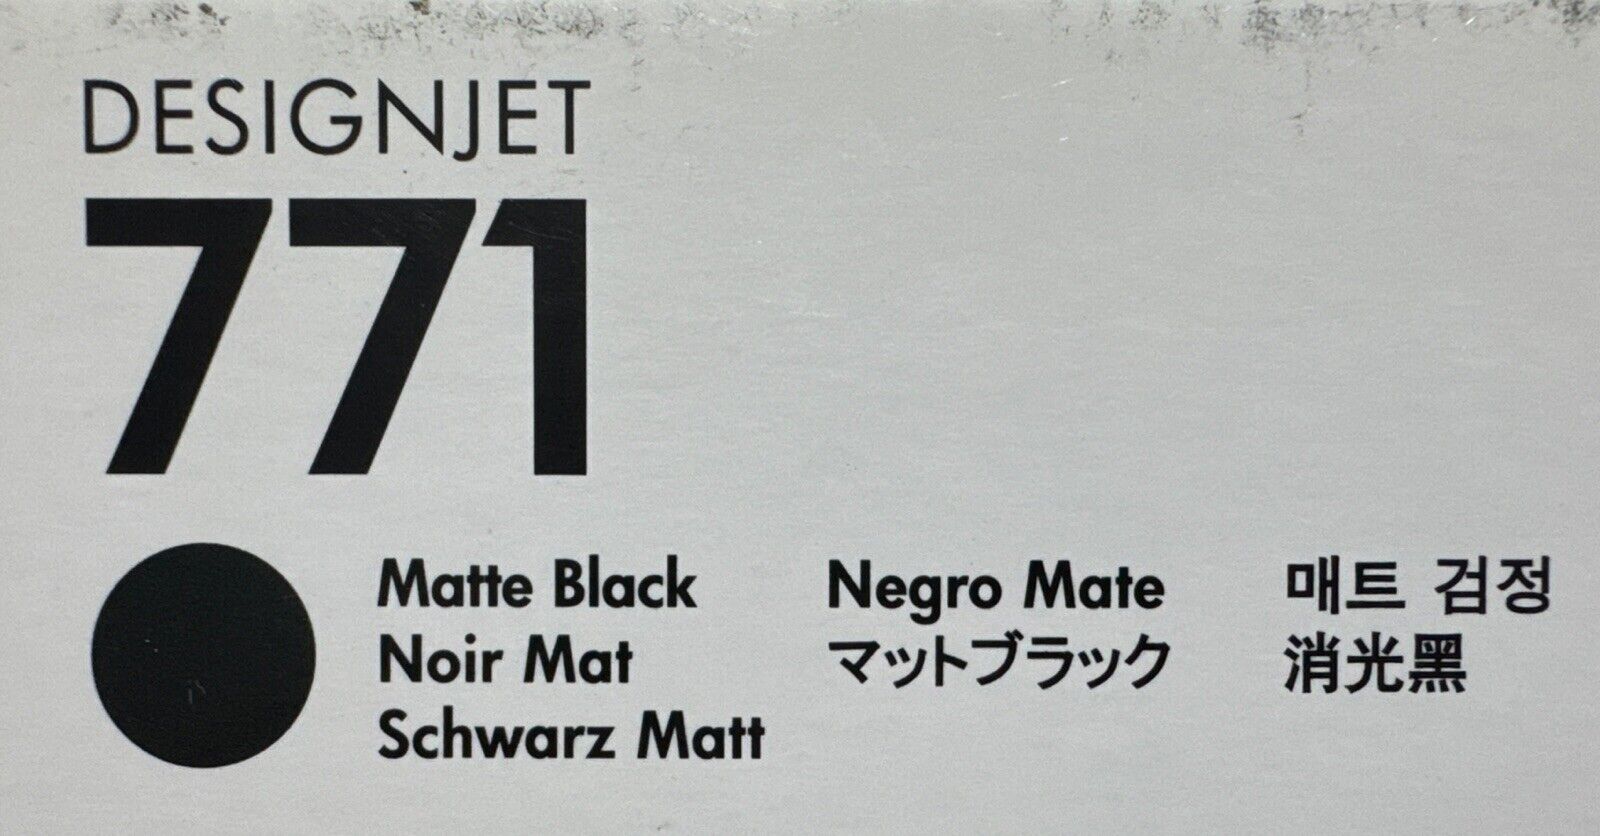 DESIGNJET
771
Matte Black
Noir Mat
Schwarz Matt
Negro Mate
マットブラック
매트 검정
消光黑